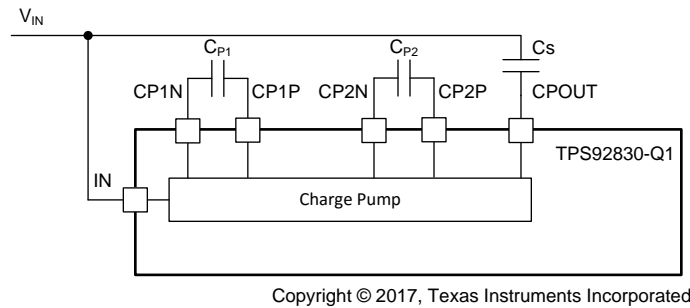 V_IN
C_P1
C_P2
Cs
CP1N
CP1P
CP2N
CP2P
CPOUT
TPS92830-Q1
IN
Charge Pump
Copyright © 2017, Texas Instruments Incorporated